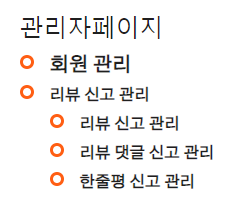 관리자페이지
회원 관리
리뷰 신고 관리
리뷰 신고 관리
리뷰 댓글 신고 관리
한줄평 신고 관리